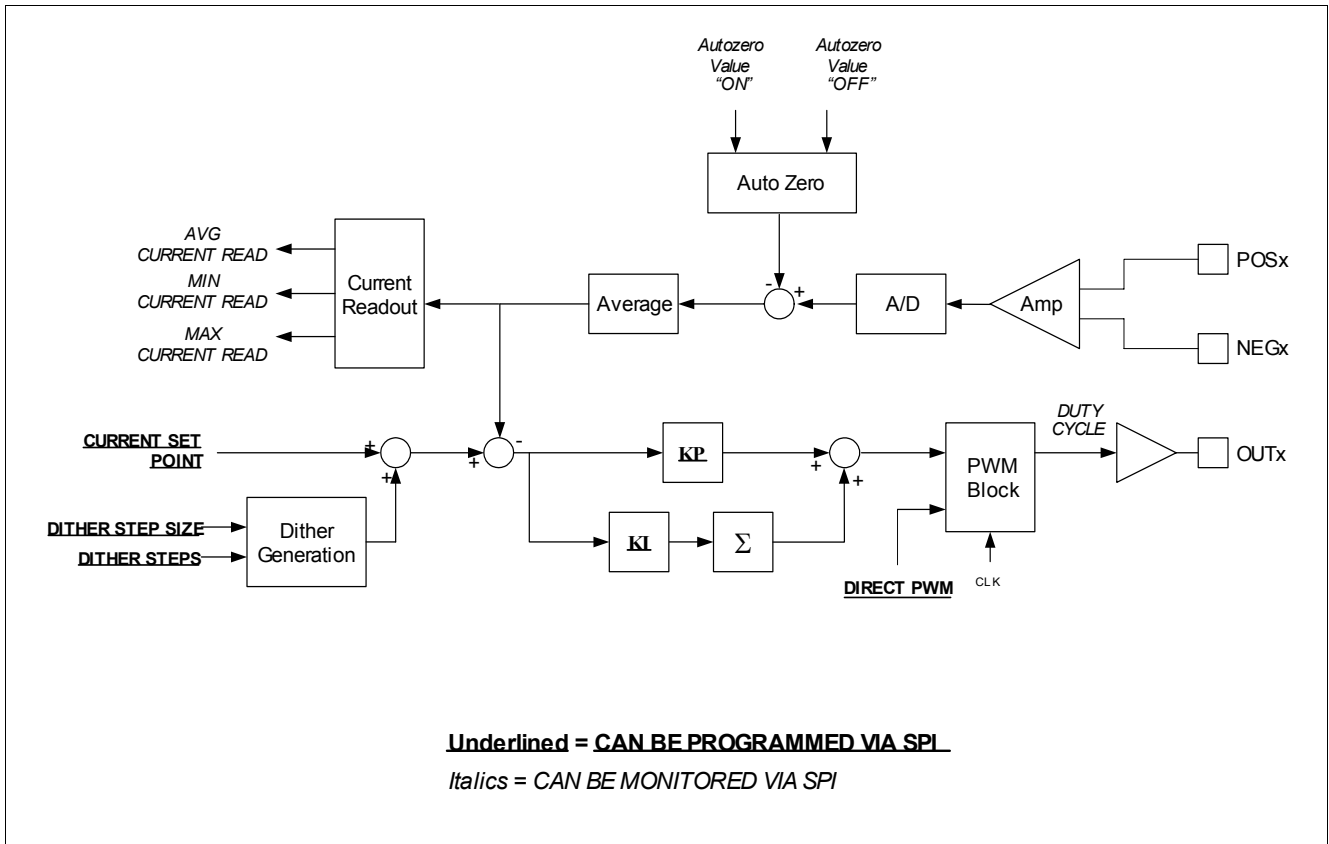 Autozero
Value
“ON”
Autozero
Value
“OFF”
Auto Zero
AVG
CURRENT READ
MIN
CURRENT READ
MAX
CURRENT READ
Current
Readout
Average
-
+
A/D
Amp
POSx
NEGx
CURRENT SET
POINT
+
+
+
-
KP
+
+
PWM
Block
DUTY
CYCLE
OUTx
DITHER STEP SIZE
DITHER STEPS
Dither
Generation
KI
Σ
DIRECT PWM
CLK
Underlined = CAN BE PROGRAMMED VIA SPI
Italics = CAN BE MONITORED VIA SPI